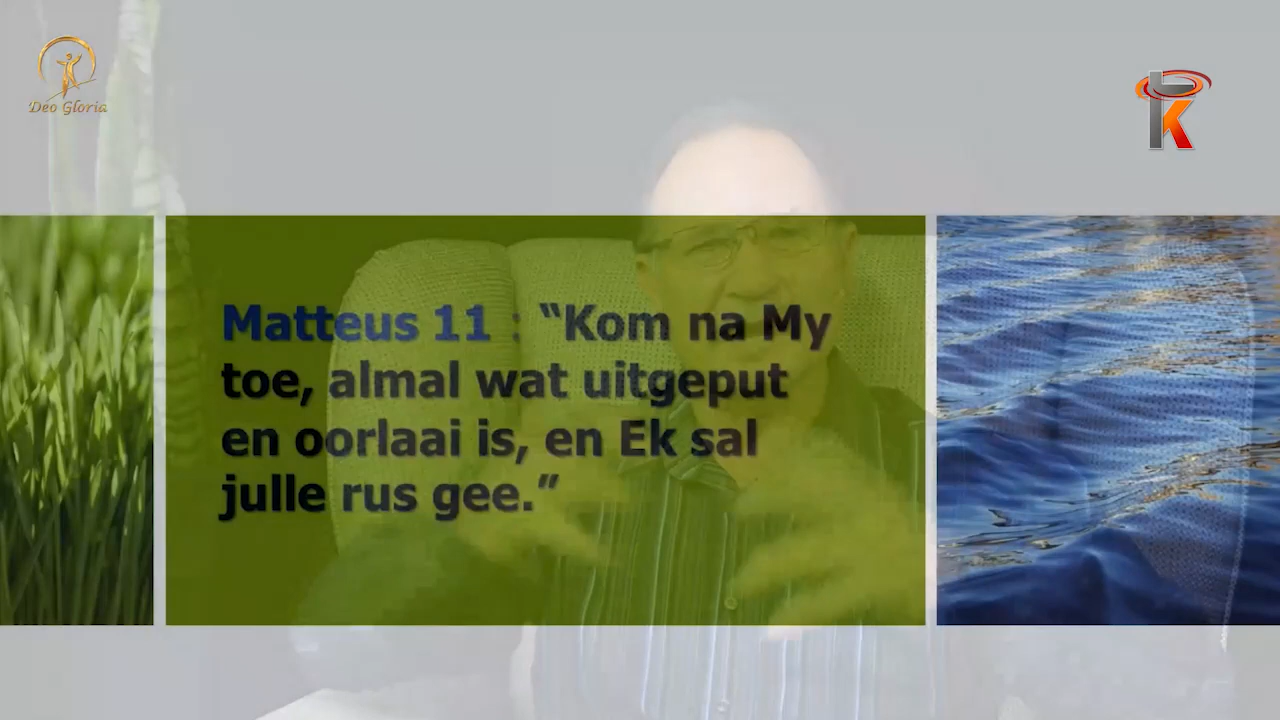 Deo Gloria
Matteus 11 : “Kom na My
toe, almal wat uitgeput
en oorlaai is, en Ek sal
julle rus gee.”